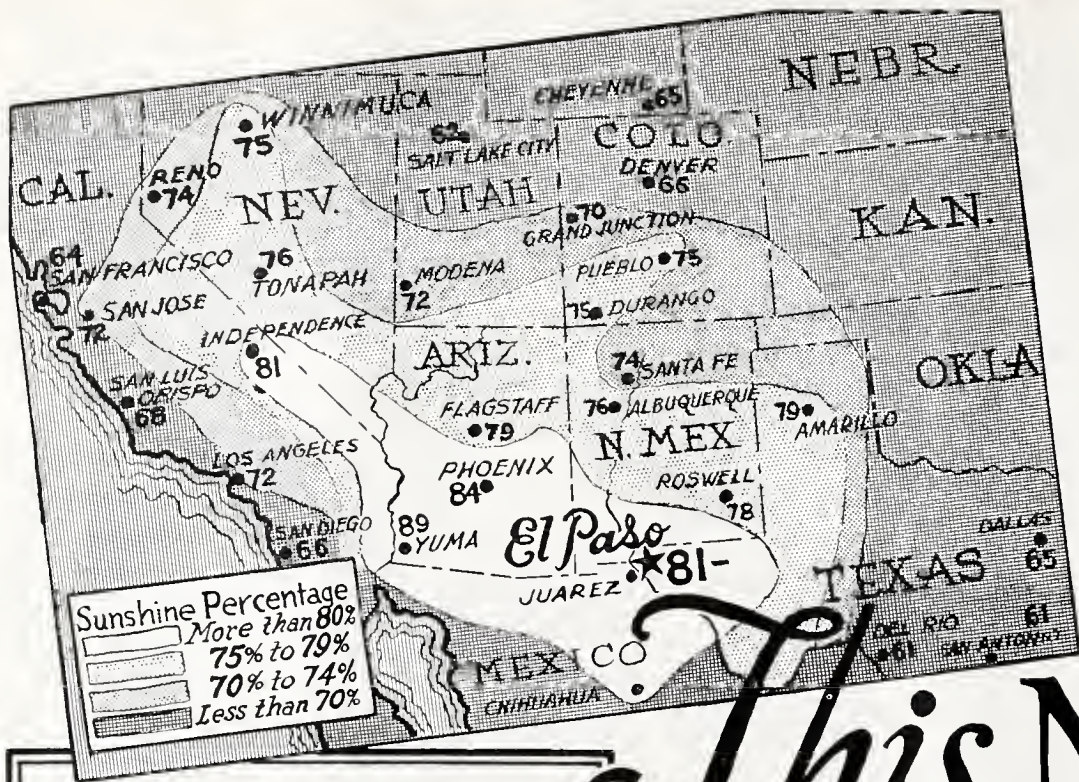 NEBR.
CHEYENNE
65
WINNIMUCA
75
62
SALT LAKE CITY
COLO.
DENVER
66
CAL.
RENO
74
NEV.
UTAH
70
GRAND JUNCTION
KAN.
64
SAN FRANCISCO
76
TONAPAH
MODENA
72
PUEBLO 75
SAN JOSE
72
75 DURANGO
INDEPENDENCE
81
ARIZ.
74 SANTA FE
OKLA
SAN LUIS
ORISPO
68
FLAGSTAFF
79
76 ALBUQUERQUE
79
AMARILLO
N. MEX
LOS ANGELES
72
PHOENIX
84
ROSWELL
78
SAN DIEGO
66
89
YUMA
El Paso
81-
JUAREZ
DALLAS
65
TEXAS
Sunshine Percentage
More than 80%
75% to 79%
70% to 74%
Less than 70%
MEXICO
CHIHUAHUA
DEL RIO
61
61
SAN ANTONIO
This N